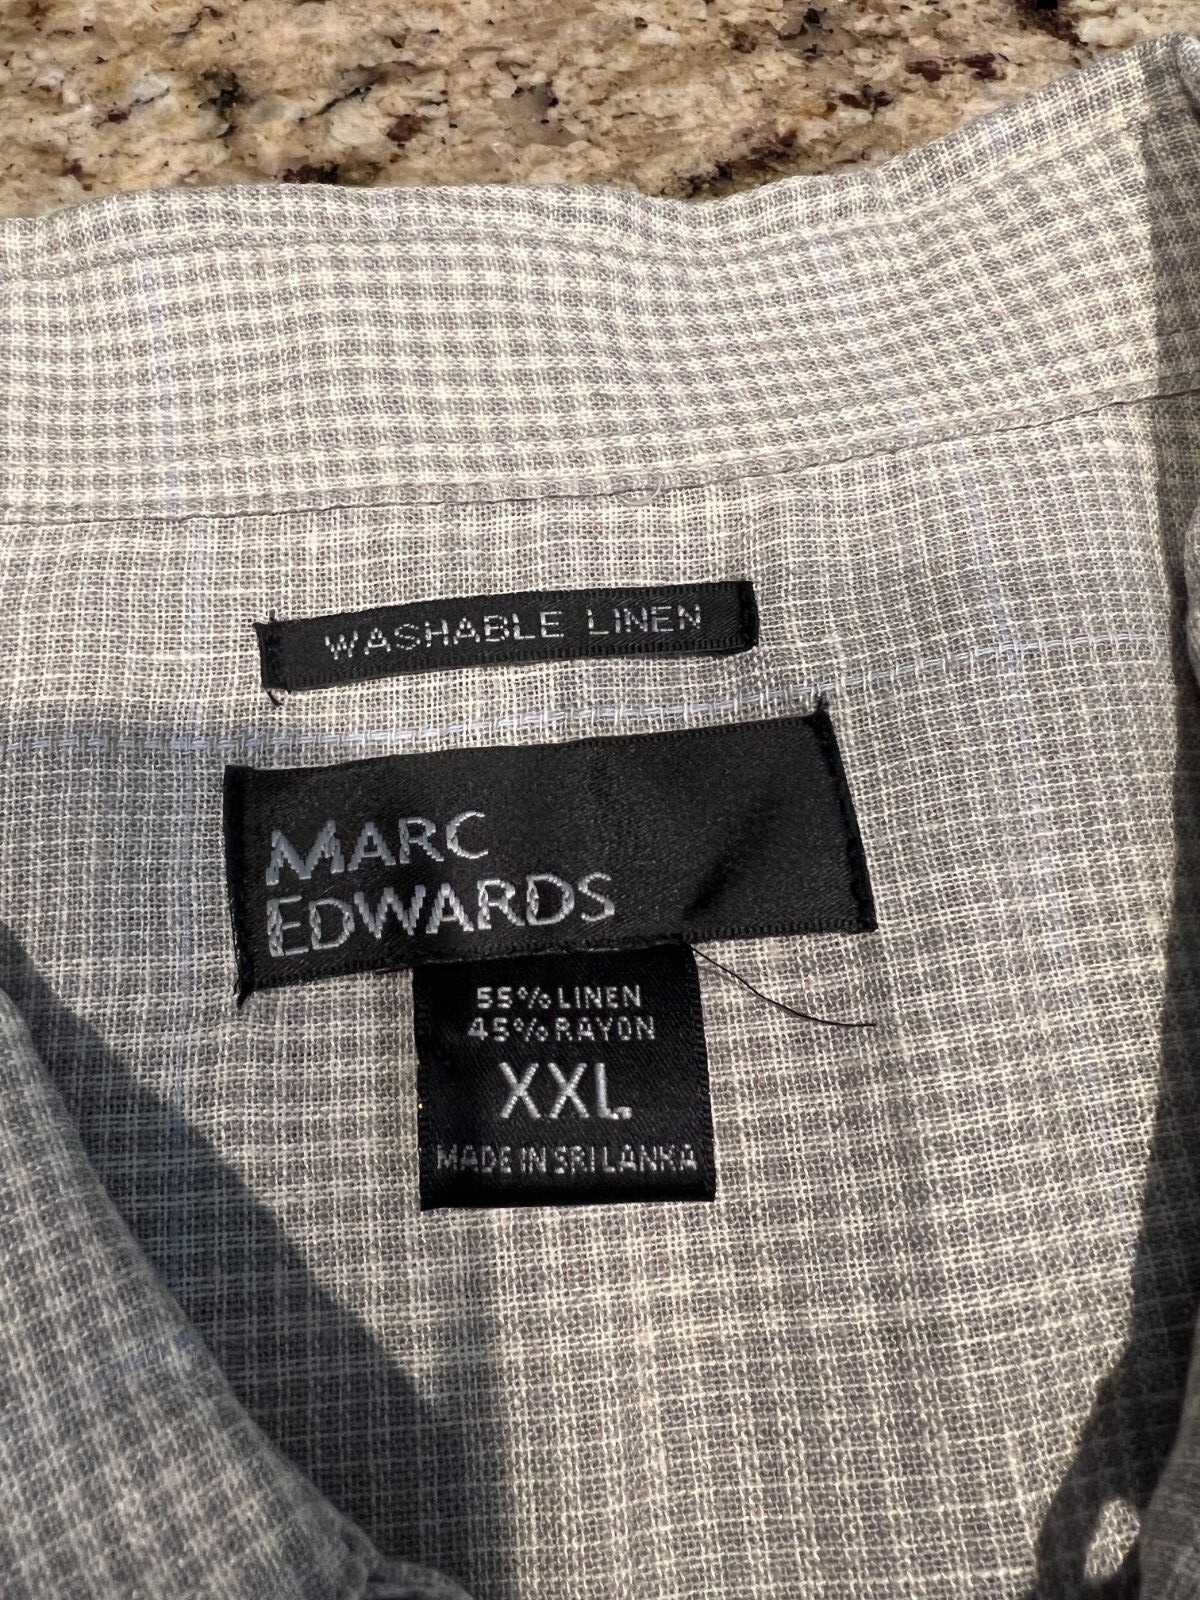 WASHABLE LINEN
MARC
EDWARDS
55% LINEN
45% RAYON
XXL
MADE IN SRI LANKA